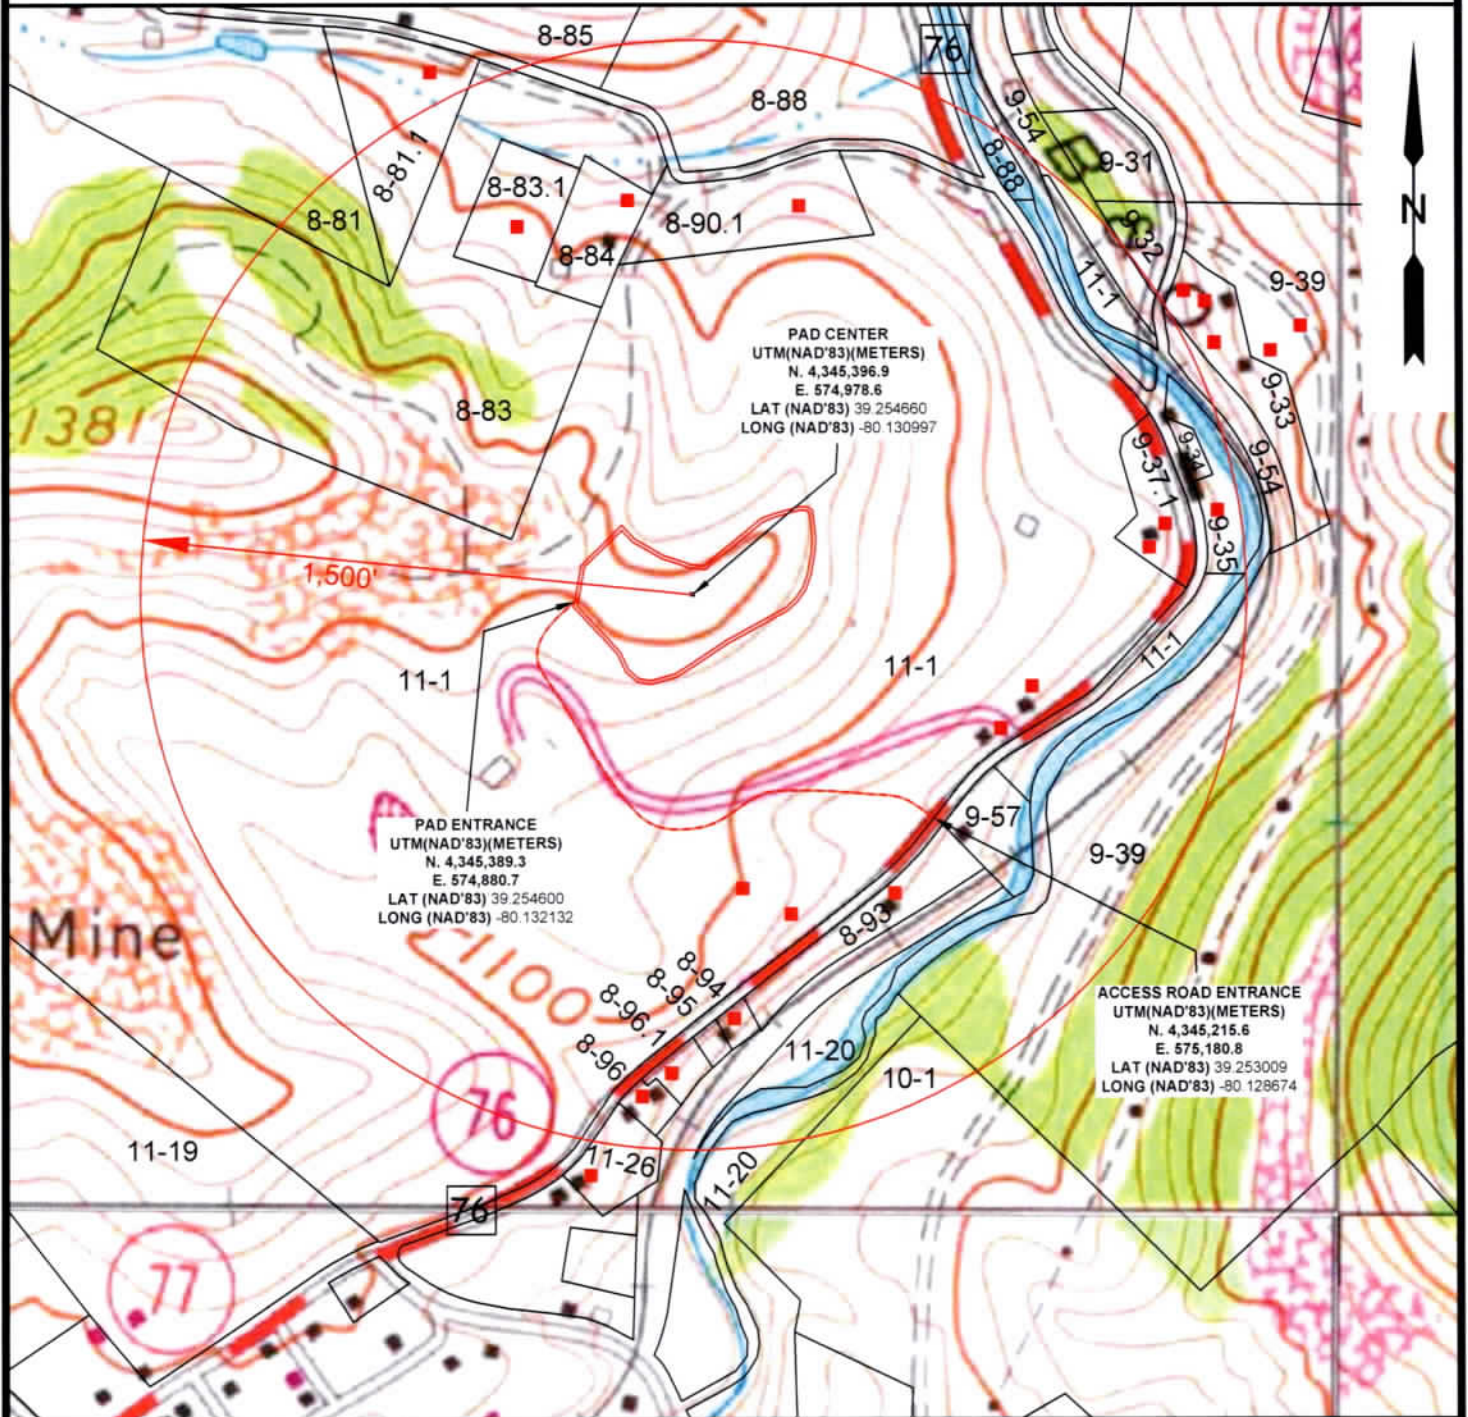 8-85
76
8-88
9-54
9-31
8-88
8-81.1
8-83.1
8-81
8-90.1
9-32
8-84
N
11-1
9-39
PAD CENTER
UTM(NAD'83)(METERS)
N. 4,345,396.9
E. 574,978.6
LAT (NAD'83) 39.254660
LONG (NAD'83) -80.130997
1381
8-83
9-33
9-37.1
9-34
9-54
9-35
1,500'
11-1
11-1
11-1
PAD ENTRANCE
UTM(NAD'83)(METERS)
N. 4,345,389.3
E. 574,880.7
LAT (NAD'83) 39.254600
LONG (NAD'83) -80.132132
9-57
9-39
Mine
8-93
1100
8-94
8-95
8-96.1
8-96
ACCESS ROAD ENTRANCE
UTM(NAD'83)(METERS)
N. 4,345,215.6
E. 575,180.8
LAT (NAD'83) 39.253009
LONG (NAD'83) -80.128674
11-20
10-1
76
11-19
11-26
11-20
76
77